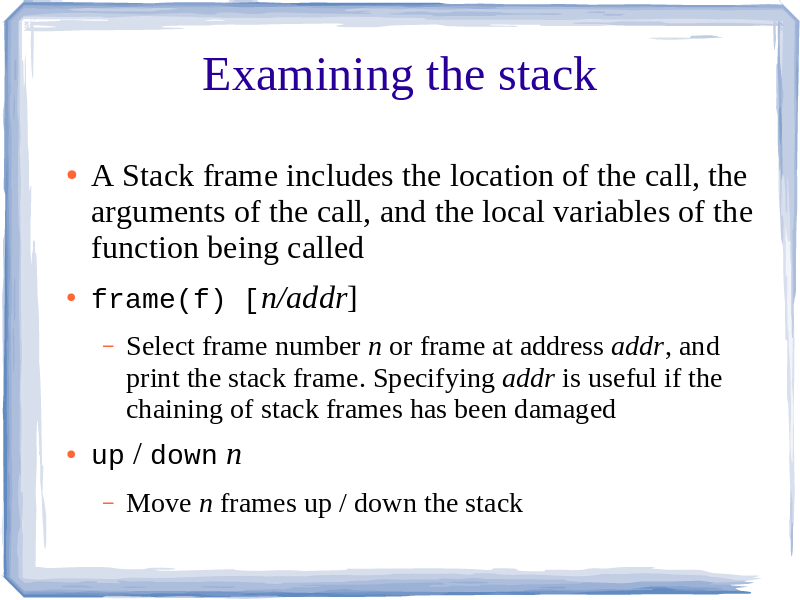 Examining the stack
• A Stack frame includes the location of the call, the
arguments of the call, and the local variables of the
function being called
• frame(f) [n/addr]
– Select frame number n or frame at address addr, and
print the stack frame. Specifying addr is useful if the
chaining of stack frames has been damaged
• up / down n
– Move n frames up / down the stack